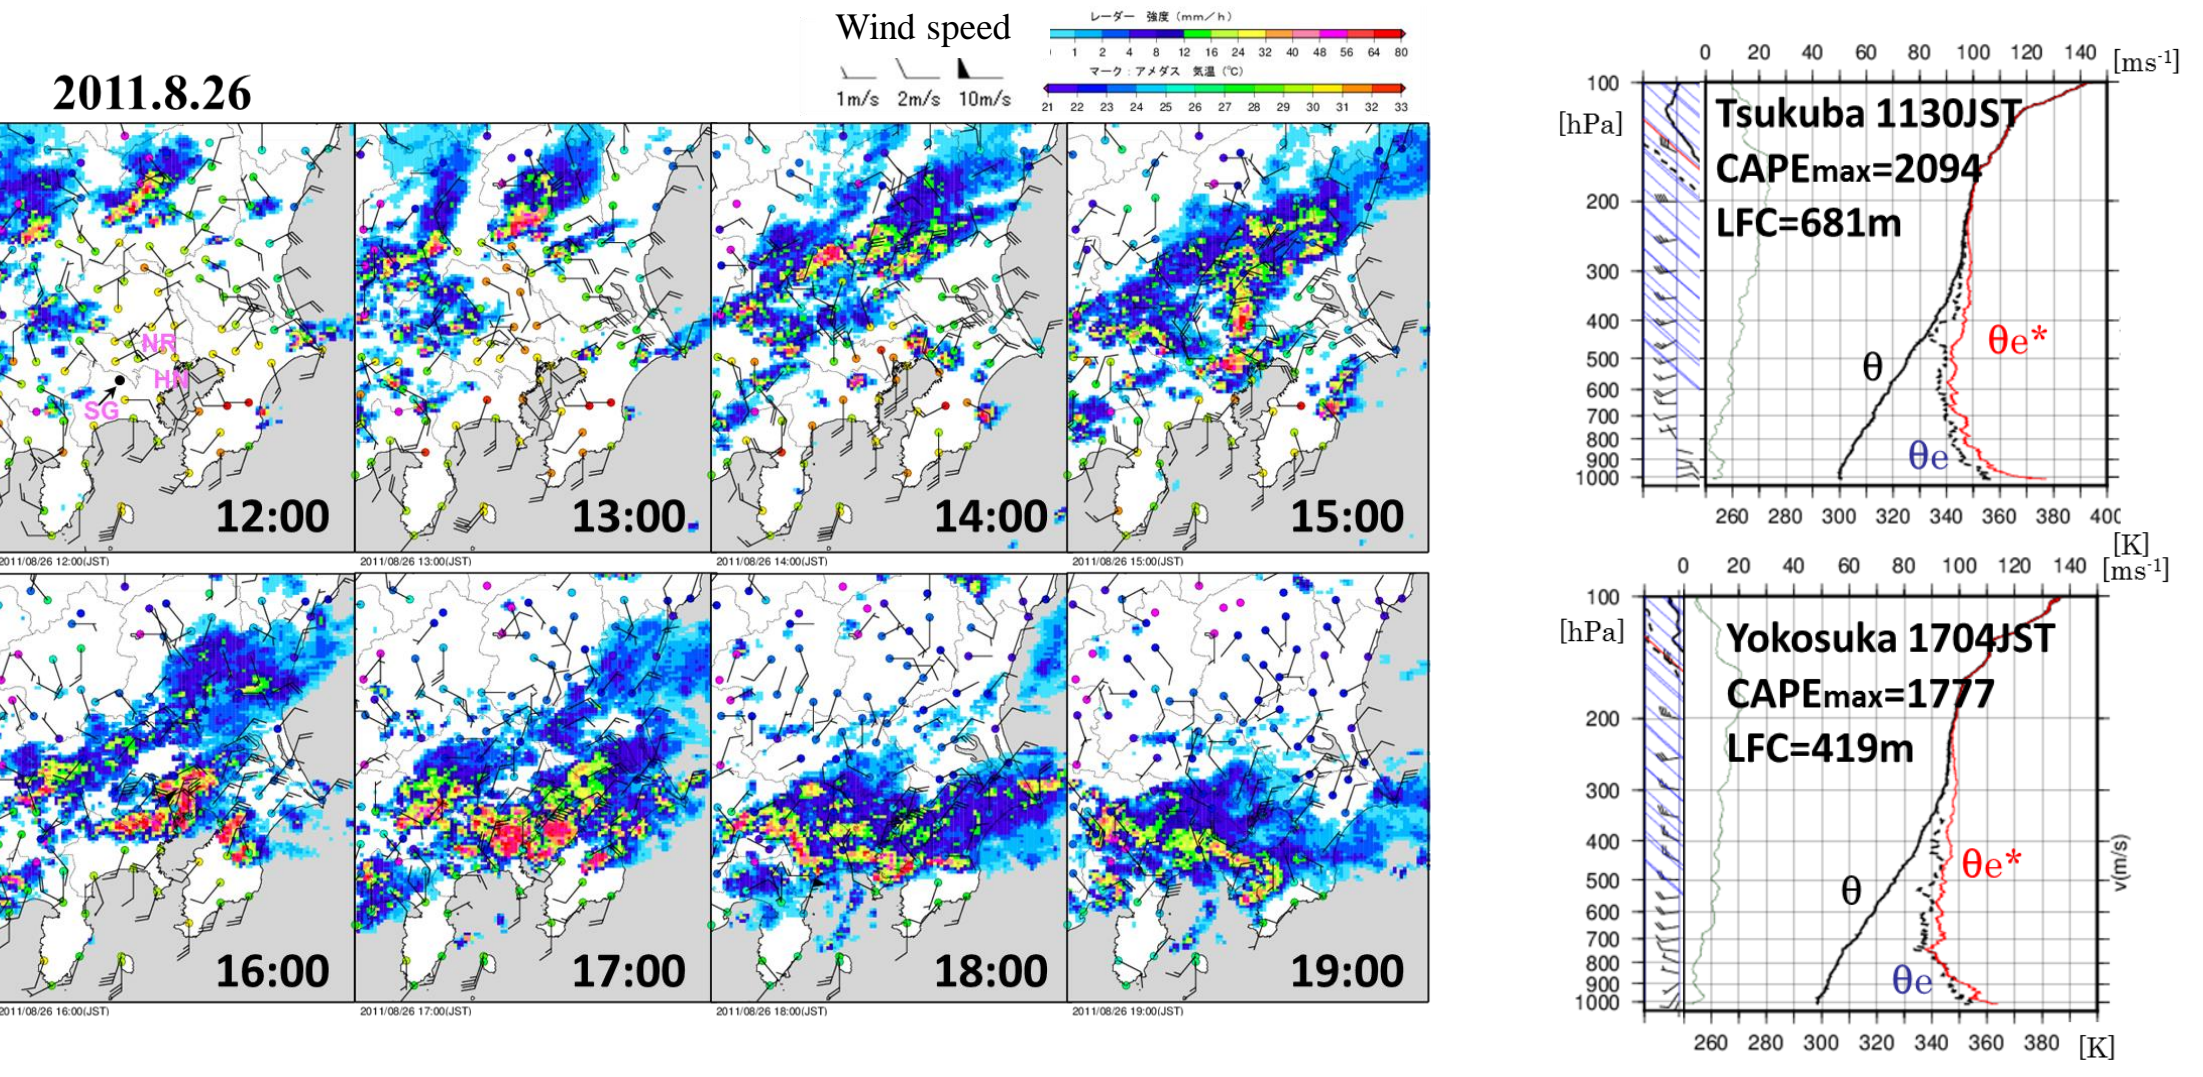 2011.8.26
Wind speed
1m/s 2m/s 10m/s
レーダー 強度 (mm/h)
1 2 4 8 12 16 24 32 40 48 56 64 80
マーク:アメダス 気温 (℃)
21 22 23 24 25 26 27 28 29 30 31 32 33
NR
HN
SG
12:00
13:00
14:00
15:00
2011/08/26 12:00(JST)
2011/08/26 13:00(JST)
2011/08/26 14:00(JST)
2011/08/26 15:00(JST)
16:00
17:00
18:00
19:00
2011/08/26 16:00(JST)
2011/08/26 17:00(JST)
2011/08/26 18:00(JST)
2011/08/26 19:00(JST)
0 20 40 60 80 100 120 140 [ms-1]
[hPa]
100
200
300
400
500
600
700
800
900
1000
Tsukuba 1130JST
CAPEmax=2094
LFC=681m
θe*
θ
θe
260 280 300 320 340 360 380 400
[K]
0 20 40 60 80 100 120 140 [ms-1]
[hPa]
100
200
300
400
500
600
700
800
900
1000
Yokosuka 1704JST
CAPEmax=1777
LFC=419m
θe*
θ
θe
v(m/s)
260 280 300 320 340 360 380 [K]